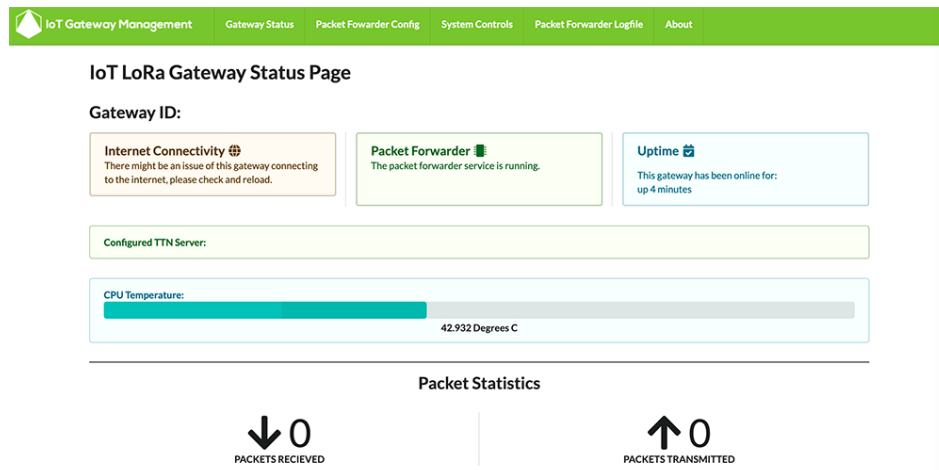 IoT Gateway Management
Gateway Status
Packet Fowarder Config
System Controls
Packet Forwarder Logfile
About
IoT LoRa Gateway Status Page
Gateway ID:
Internet Connectivity
There might be an issue of this gateway connecting
to the internet, please check and reload.
Packet Forwarder
The packet forwarder service is running.
Uptime
This gateway has been online for:
up 4 minutes
Configured TTN Server:
CPU Temperature:
42.932 Degrees C
Packet Statistics
0
PACKETS RECIEVED
0
PACKETS TRANSMITTED